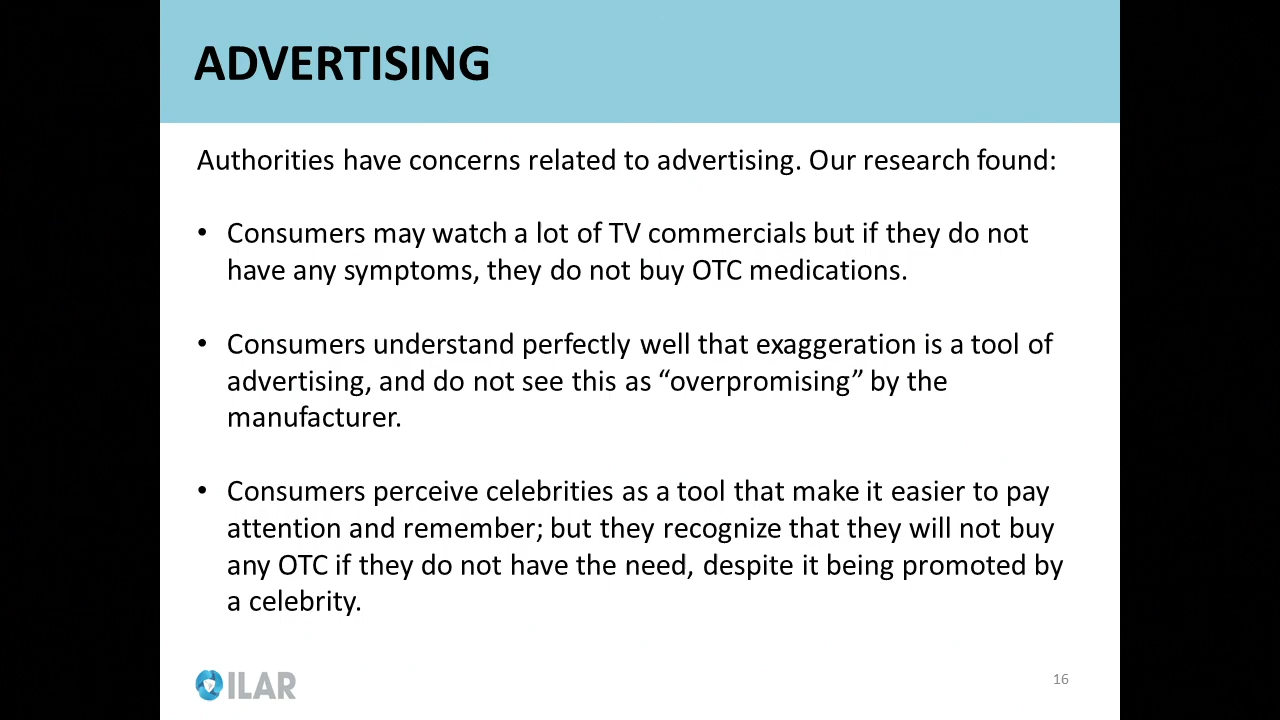 ADVERTISING
Authorities have concerns related to advertising. Our research found:
• Consumers may watch a lot of TV commercials but if they do not
have any symptoms, they do not buy OTC medications.
• Consumers understand perfectly well that exaggeration is a tool of
advertising, and do not see this as “overpromising” by the
manufacturer.
• Consumers perceive celebrities as a tool that make it easier to pay
attention and remember; but they recognize that they will not buy
any OTC if they do not have the need, despite it being promoted by
a celebrity.
ILAR
16